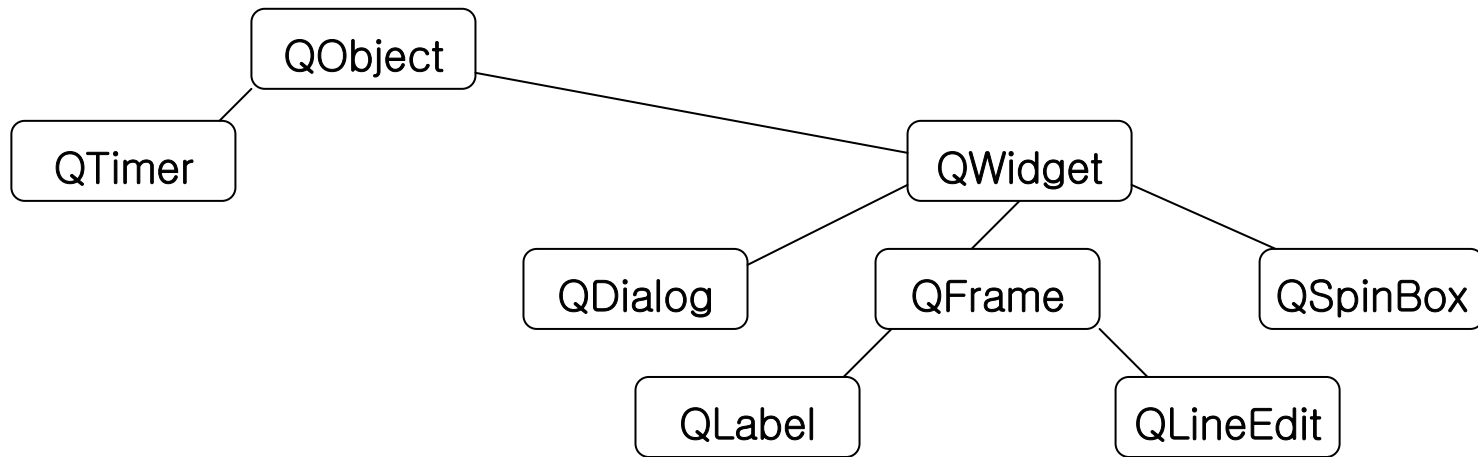 QObject
QTimer
QWidget
QDialog
QFrame
QSpinBox
QLabel
QLineEdit